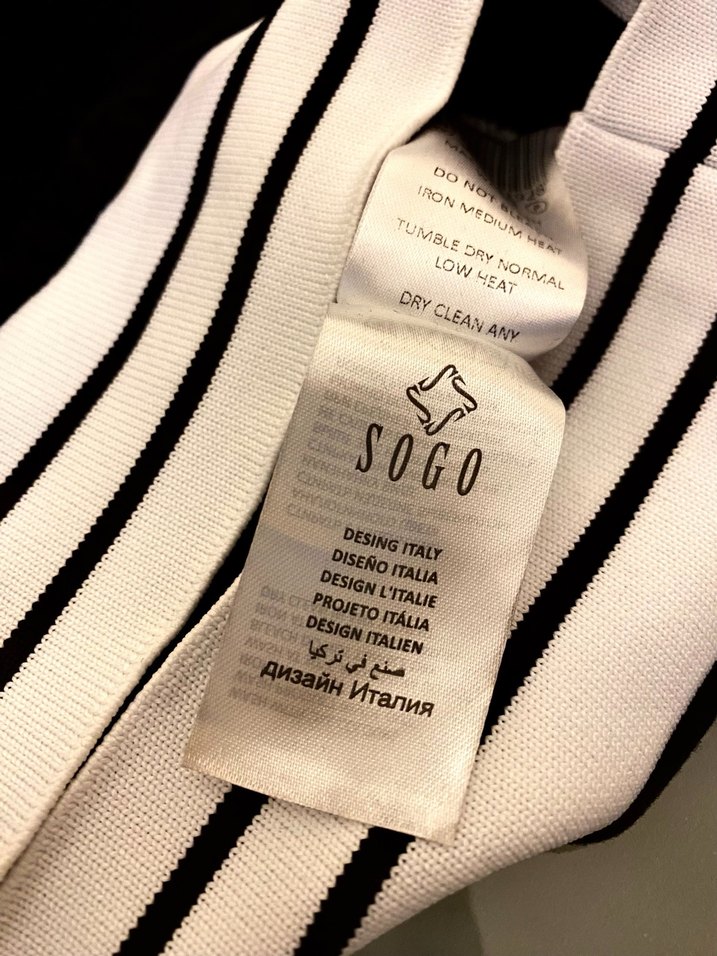 DO NOT
IRON MEDIUM HEAT
TUMBLE DRY NORMAL
LOW HEAT
DRY CLEAN ANY
SOGO
DESING ITALY
DISEÑO ITALIA
DESIGN L'ITALIE
PROJETO ITÁLIA
DESIGN ITALIEN
صنع في تركيا
дизайн Италия